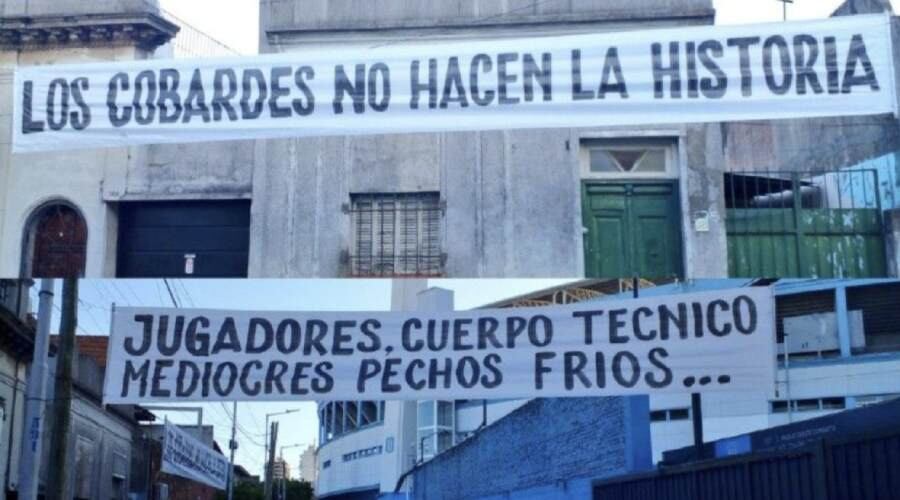 LOS COBARDES NO HACEN LA HISTORIA
JUGADORES, CUERPO TECNICO
MEDIOCRES PECHOS FRIOS...